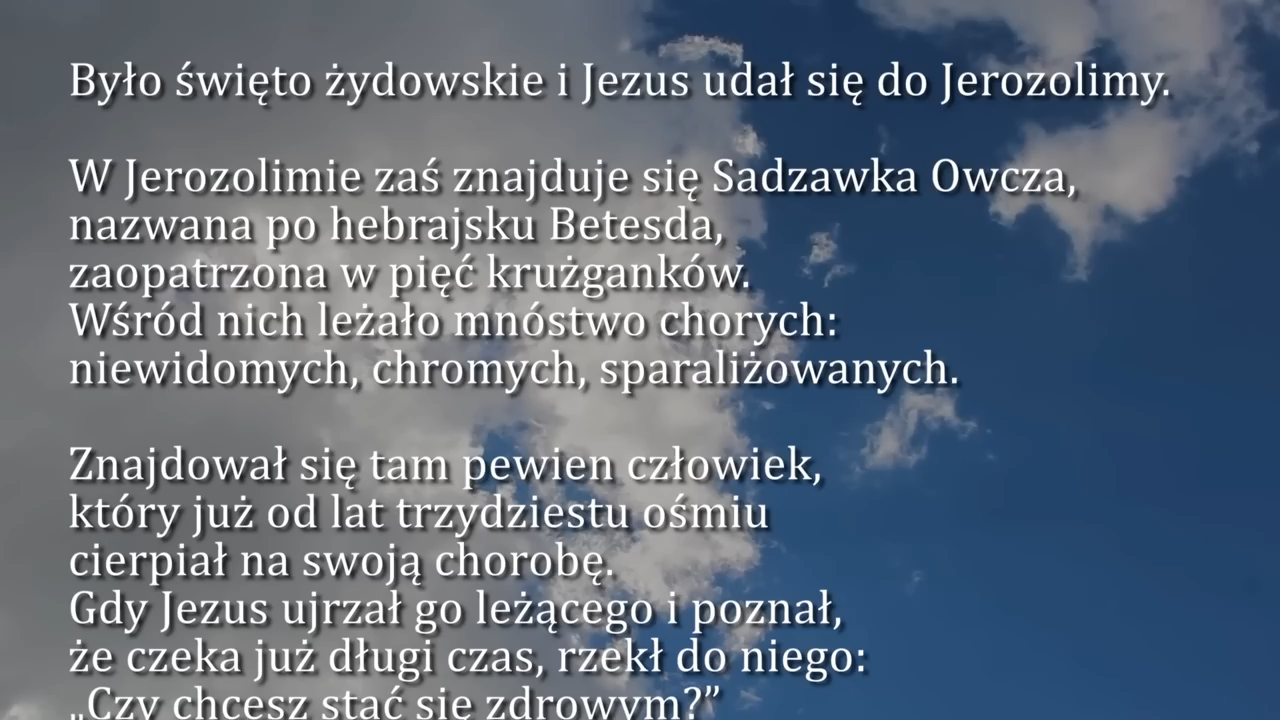 Było święto żydowskie i Jezus udał się do Jerozolimy.
W Jerozolimie zaś znajduje się Sadzawka Owcza,
nazwana po hebrajsku Betesda,
zaopatrzona w pięć krużganków.
Wśród nich leżało mnóstwo chorych:
niewidomych, chromych, sparaliżowanych.
Znajdował się tam pewien człowiek,
który już od lat trzydziestu ośmiu
cierpiał na swoją chorobę.
Gdy Jezus ujrzał go leżącego i poznał,
że czeka już długi czas, rzekł do niego:
„Czy chcesz stać się zdrowym?”